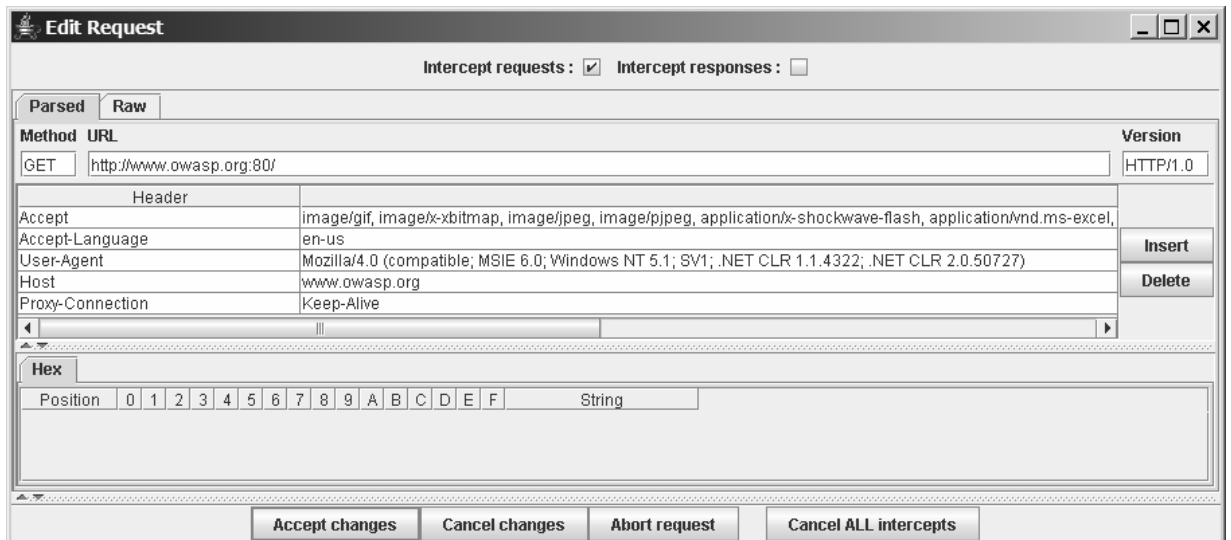 Edit Request
Intercept requests : Intercept responses :
Parsed Raw
Method URL Version
GET http://www.owasp.org:80/ HTTP/1.0
Header
Accept image/gif, image/x-xbitmap, image/jpeg, image/pjpeg, application/x-shockwave-flash, application/vnd.ms-excel,
Accept-Language en-us
Insert
User-Agent Mozilla/4.0 (compatible; MSIE 6.0; Windows NT 5.1; SV1; .NET CLR 1.1.4322; .NET CLR 2.0.50727)
Host www.owasp.org
Delete
Proxy-Connection Keep-Alive
Hex
Position 0 1 2 3 4 5 6 7 8 9 A B C D E F String
Accept changes Cancel changes Abort request Cancel ALL intercepts